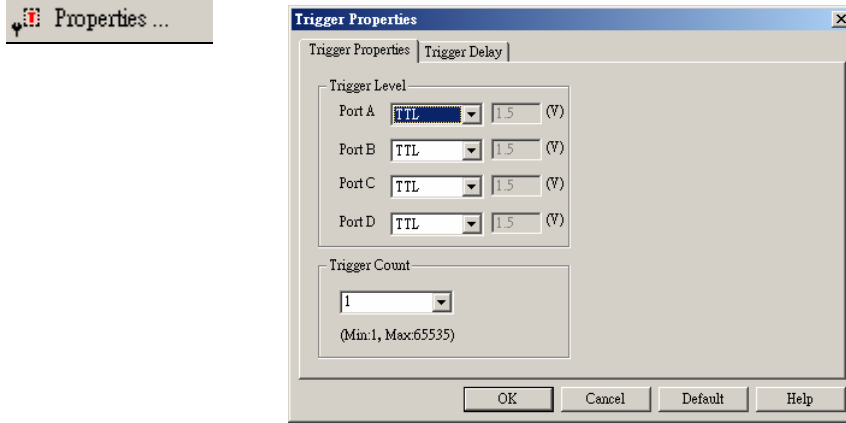 Properties ...
Trigger Properties
Trigger Properties Trigger Delay
Trigger Level
Port A TTL 1.5 (V)
Port B TTL 1.5 (V)
Port C TTL 1.5 (V)
Port D TTL 1.5 (V)
Trigger Count
1
(Min:1, Max:65535)
OK Cancel Default Help